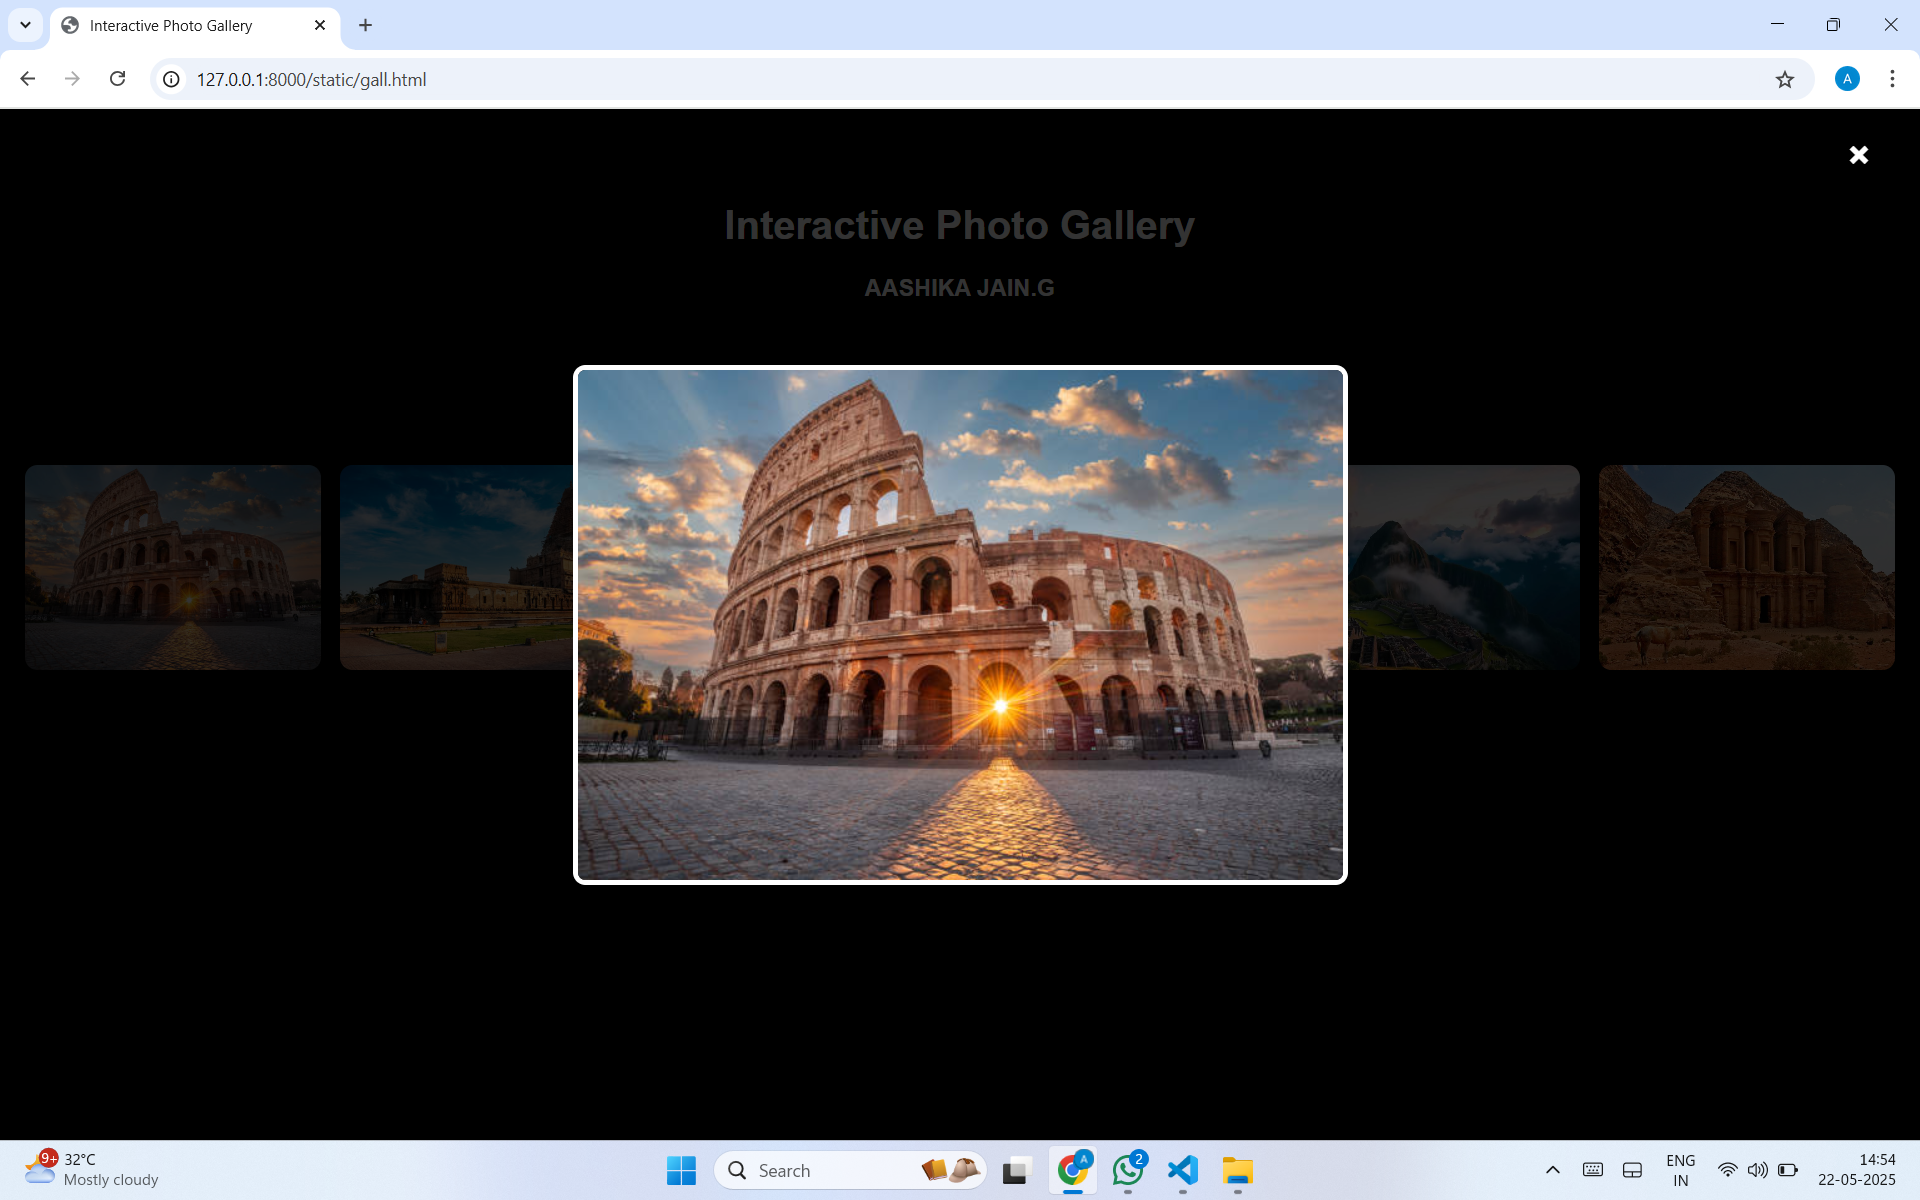 Interactive Photo Gallery
127.0.0.1:8000/static/gall.html
A
Interactive Photo Gallery
AASHIKA JAIN.G
9+
32°C
Mostly cloudy
Search
A
2
ENG
IN
14:54
22-05-2025